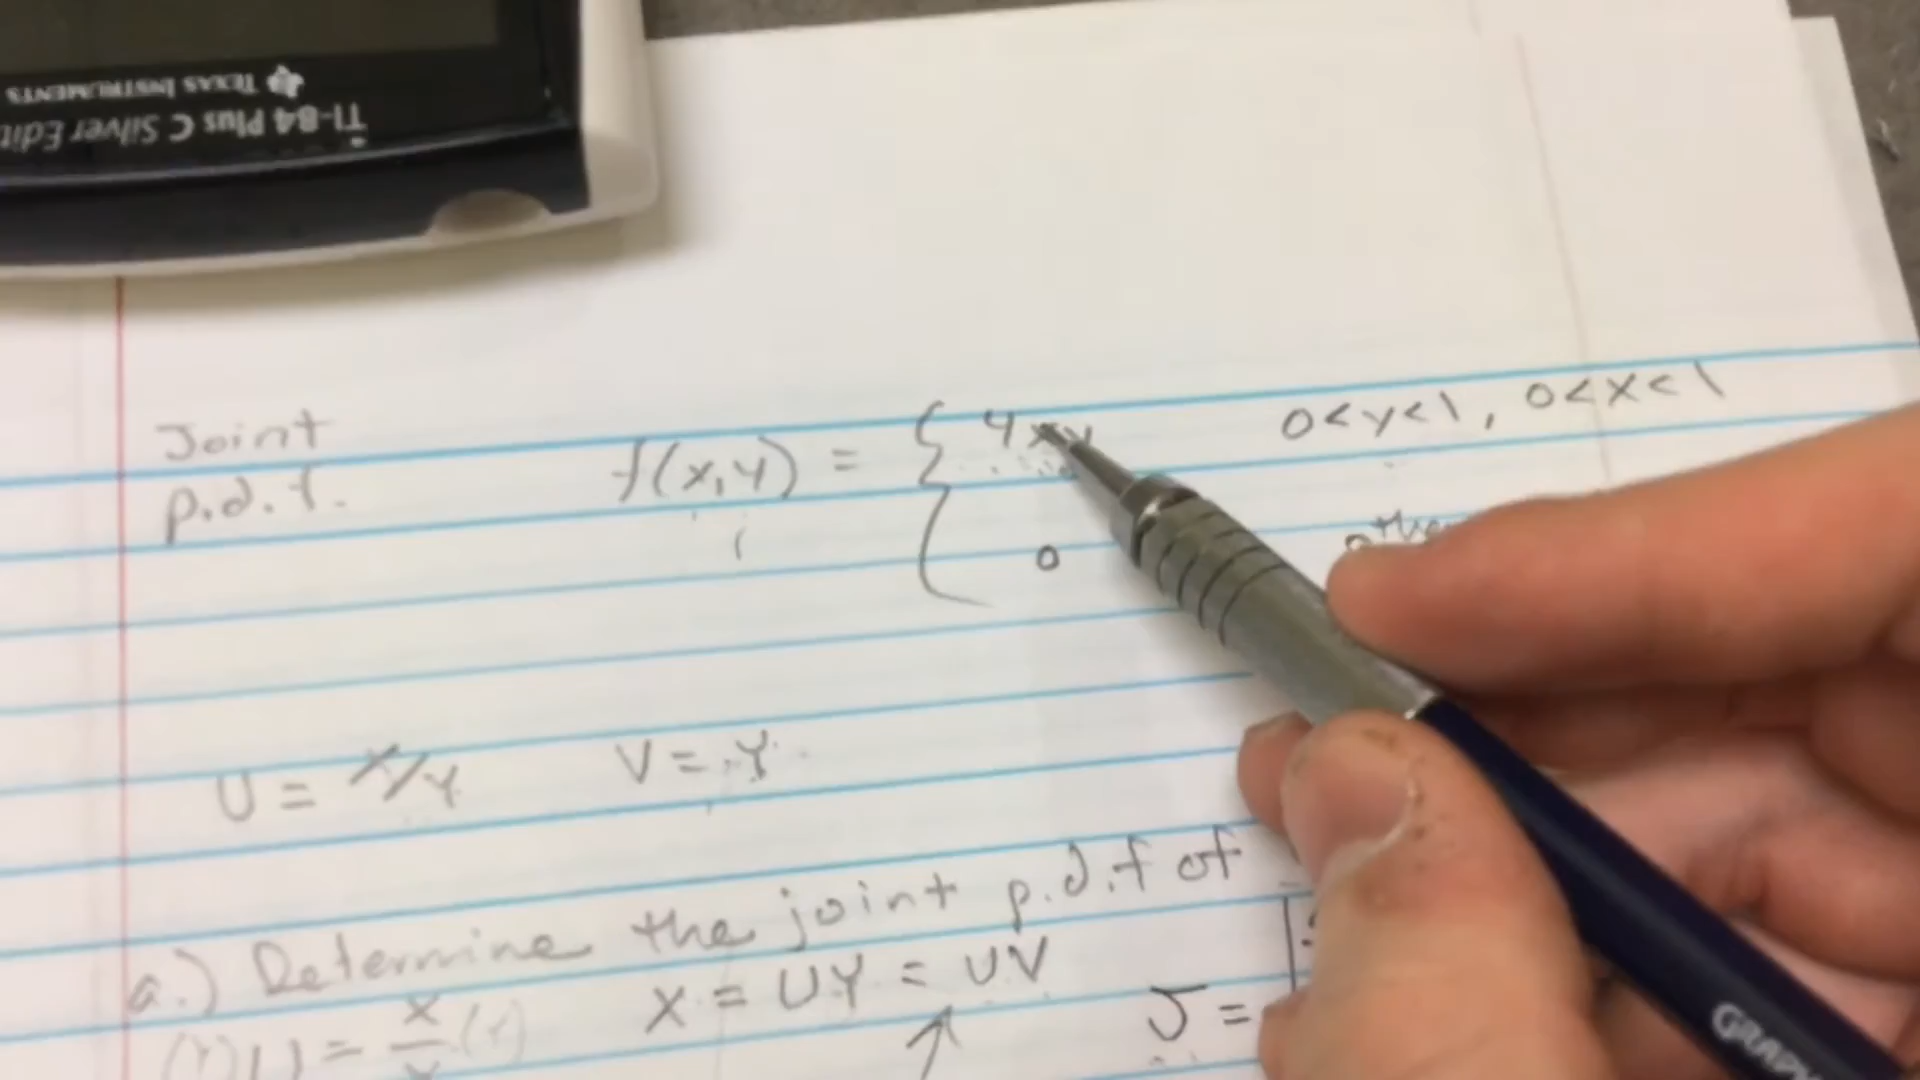 TEXAS INSTRUMENTS
TI-84 Plus C Silver Edit
Joint
p.d.f.
f(x,y) = { 4xy 0<y<1, 0<x<1
0
U = X/Y V = Y
a.) Determine the joint p.d.f of
X = UY = UV
J =
(Y)U = X/Y (Y)